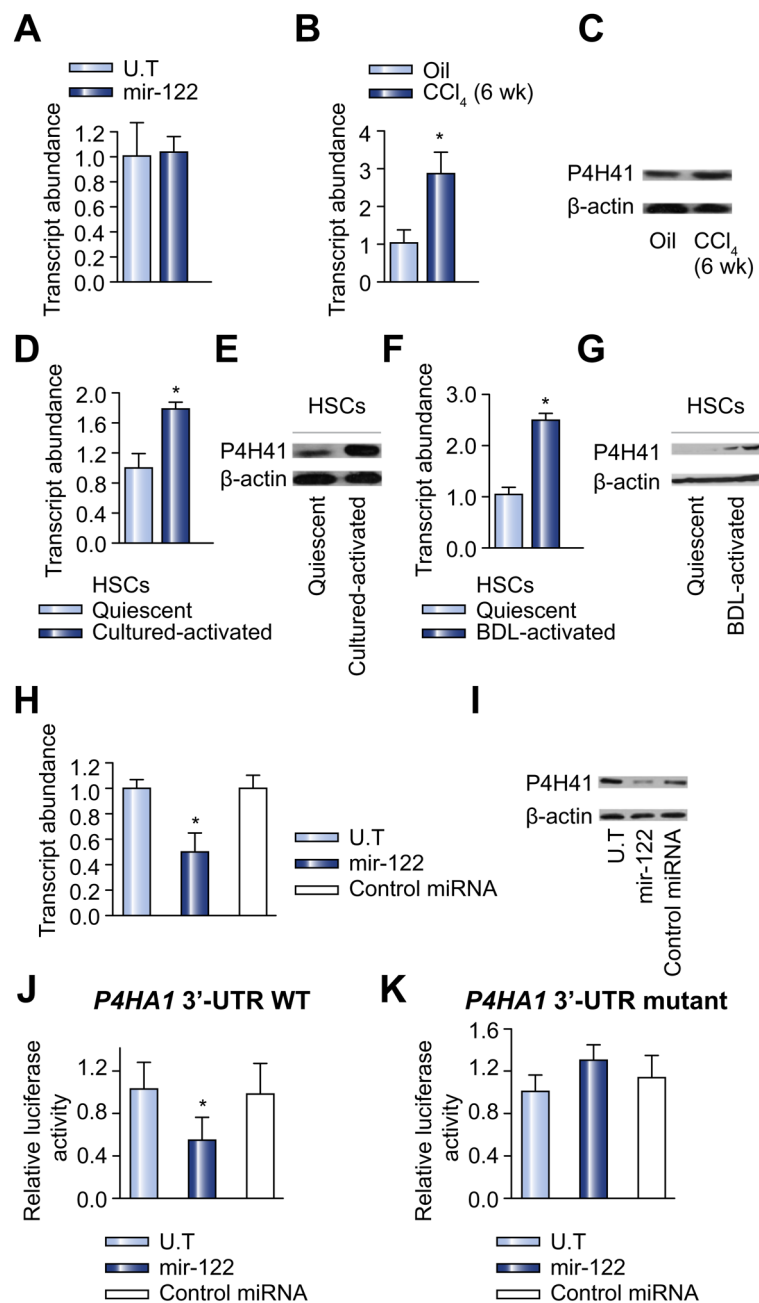 A
U.T
mir-122
Transcript abundance
1.2
1.0
0.8
0.6
0.4
0.2
0.0
B
Oil
CCl4 (6 wk)
Transcript abundance
4
3
2
1
0
*
C
P4H41
β-actin
Oil
CCl4
(6 wk)
D
Transcript abundance
2.0
1.6
1.2
0.8
0.4
0.0
*
HSCs
Quiescent
Cultured-activated
E
HSCs
P4H41
β-actin
Quiescent
Cultured-activated
F
Transcript abundance
3.0
2.0
1.0
0.0
*
HSCs
Quiescent
BDL-activated
G
HSCs
P4H41
β-actin
Quiescent
BDL-activated
H
Transcript abundance
1.2
1.0
0.8
0.6
0.4
0.2
0.0
*
U.T
mir-122
Control miRNA
I
P4H41
β-actin
U.T
mir-122
Control miRNA
J
P4HA1 3’-UTR WT
Relative luciferase
activity
1.2
0.8
0.4
0.0
*
U.T
mir-122
Control miRNA
K
P4HA1 3’-UTR mutant
Relative luciferase
activity
1.6
1.2
0.8
0.4
0.0
U.T
mir-122
Control miRNA